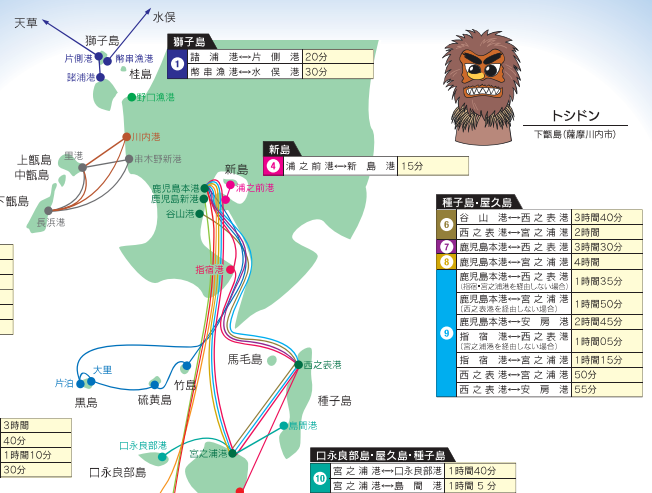 天草
水俣
獅子島
片側港
幣串漁港
諸浦港
桂島
野口漁港
獅子島
1 諸浦港⟷片側港 20分
幣串漁港⟷水俣港 30分
トシドン
下甑島(薩摩川内市)
川内港
里港
串木野新港
上甑島
中甑島
下甑島
長浜港
新島
4 浦之前港⟷新島港 15分
新島
浦之前港
鹿児島本港
鹿児島新港
谷山港
指宿港
種子島・屋久島
6 谷山港⟷西之表港 3時間40分
西之表港⟷宮之浦港 2時間
7 鹿児島本港⟷西之表港 3時間30分
8 鹿児島本港⟷宮之浦港 4時間
9 鹿児島本港⟷西之表港 1時間35分
(指宿・宮之浦港を経由しない場合)
鹿児島本港⟷宮之浦港 1時間50分
(西之表港を経由しない場合)
鹿児島本港⟷安房港 2時間45分
指宿港⟷西之表港 1時間05分
(宮之浦港を経由しない場合)
指宿港⟷宮之浦港 1時間15分
西之表港⟷宮之浦港 50分
西之表港⟷安房港 55分
馬毛島
西之表港
種子島
島間港
大里
片泊
黒島
硫黄島
竹島
3時間
40分
1時間10分
30分
口永良部港
口永良部島
宮之浦港
口永良部島・屋久島・種子島
10 宮之浦港⟷口永良部港 1時間40分
宮之浦港⟷島間港 1時間5分